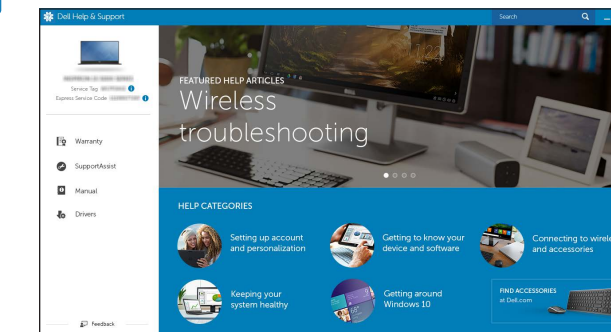 Dell Help & Support
Search
Service Tag
Express Service Code
Warranty
SupportAssist
Manual
Drivers
Feedback
FEATURED HELP ARTICLES
Wireless
troubleshooting
HELP CATEGORIES
Setting up account
and personalization
Getting to know your
device and software
Connecting to wirele
and accessories
Keeping your
system healthy
Getting around
Windows 10
FIND ACCESSORIES
at Dell.com